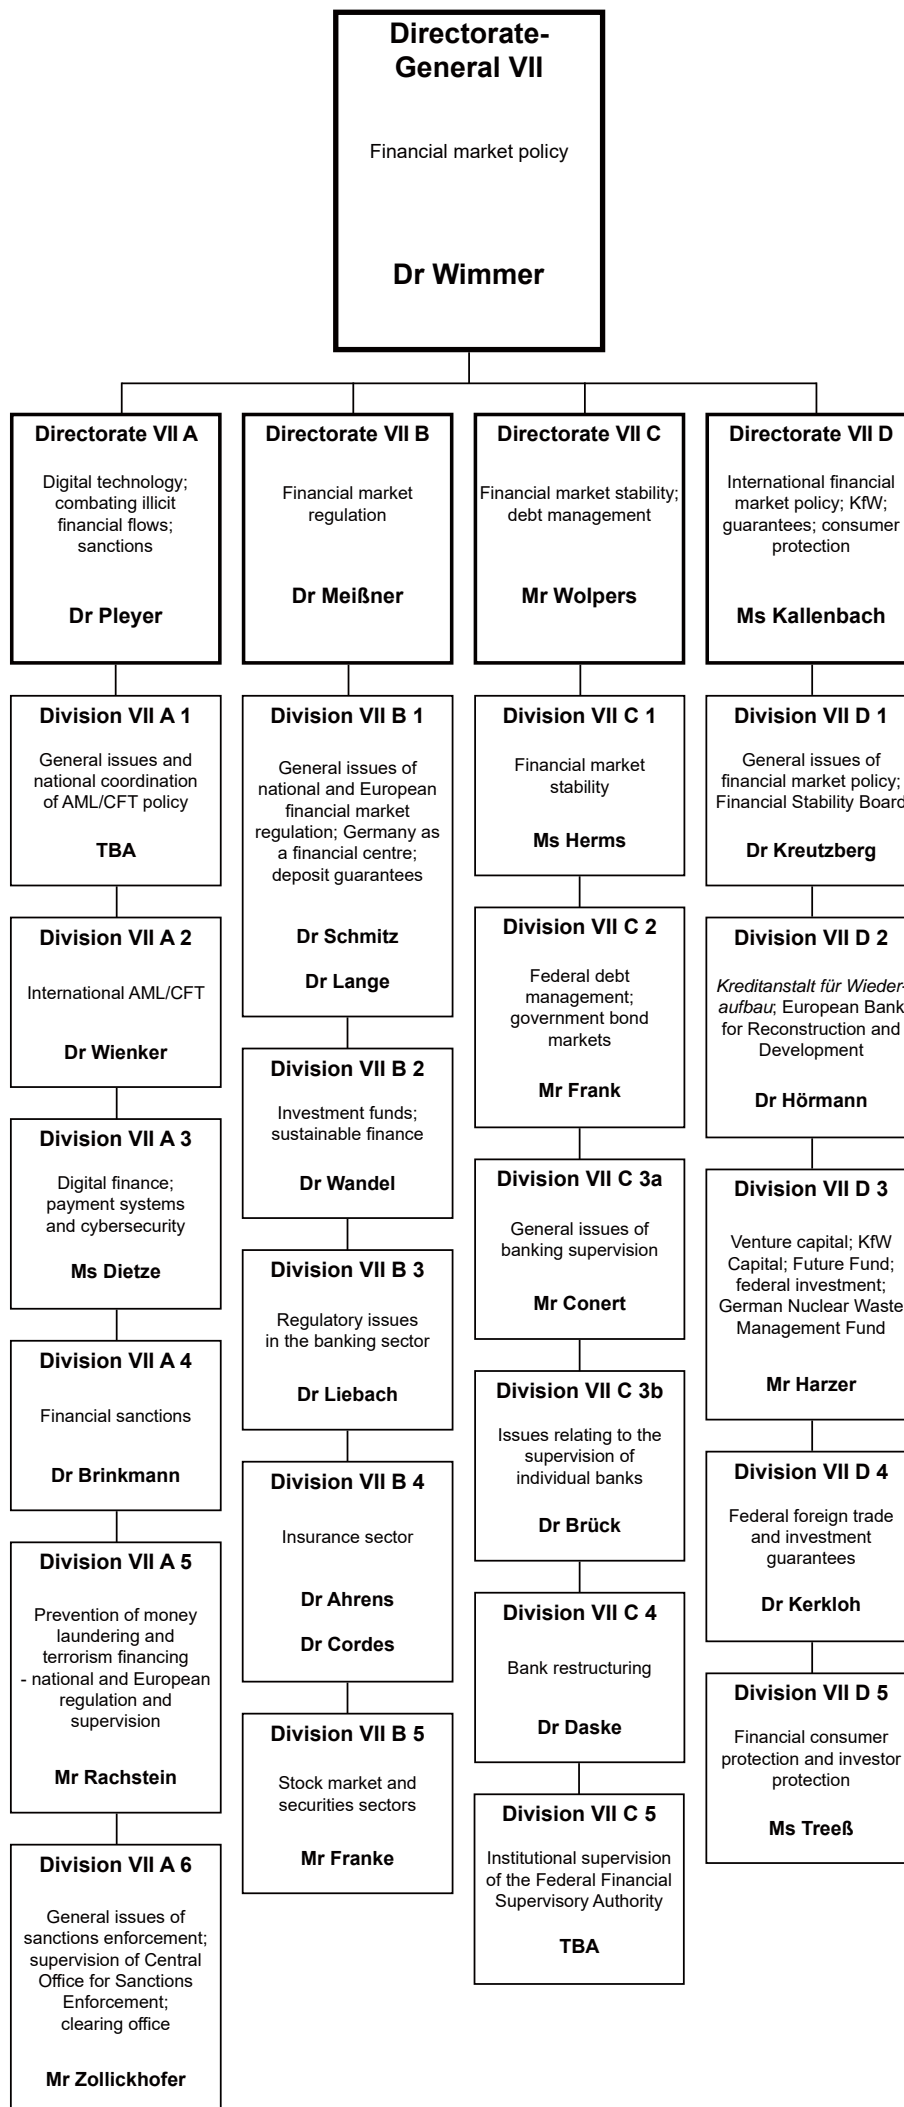 Directorate-
General VII
Financial market policy
Dr Wimmer
Directorate VII A
Digital technology;
combating illicit
financial flows;
sanctions
Dr Pleyer
Division VII A 1
General issues and
national coordination
of AML/CFT policy
TBA
Division VII A 2
International AML/CFT
Dr Wienker
Division VII A 3
Digital finance;
payment systems
and cybersecurity
Ms Dietze
Division VII A 4
Financial sanctions
Dr Brinkmann
Division VII A 5
Prevention of money
laundering and
terrorism financing
- national and European
regulation and
supervision
Mr Rachstein
Division VII A 6
General issues of
sanctions enforcement;
supervision of Central
Office for Sanctions
Enforcement;
clearing office
Mr Zollickhofer
Directorate VII B
Financial market
regulation
Dr Meißner
Division VII B 1
General issues of
national and European
financial market
regulation; Germany as
a financial centre;
deposit guarantees
Dr Schmitz
Dr Lange
Division VII B 2
Investment funds;
sustainable finance
Dr Wandel
Division VII B 3
Regulatory issues
in the banking sector
Dr Liebach
Division VII B 4
Insurance sector
Dr Ahrens
Dr Cordes
Division VII B 5
Stock market and
securities sectors
Mr Franke
Directorate VII C
Financial market stability;
debt management
Mr Wolpers
Division VII C 1
Financial market
stability
Ms Herms
Division VII C 2
Federal debt
management;
government bond
markets
Mr Frank
Division VII C 3a
General issues of
banking supervision
Mr Conert
Division VII C 3b
Issues relating to the
supervision of
individual banks
Dr Brück
Division VII C 4
Bank restructuring
Dr Daske
Division VII C 5
Institutional supervision
of the Federal Financial
Supervisory Authority
TBA
Directorate VII D
International financial
market policy; KfW;
guarantees; consumer
protection
Ms Kallenbach
Division VII D 1
General issues of
financial market policy;
Financial Stability Board
Dr Kreutzberg
Division VII D 2
Kreditanstalt für Wieder-
aufbau; European Bank
for Reconstruction and
Development
Dr Hörmann
Division VII D 3
Venture capital; KfW
Capital; Future Fund;
federal investment;
German Nuclear Waste
Management Fund
Mr Harzer
Division VII D 4
Federal foreign trade
and investment
guarantees
Dr Kerkloh
Division VII D 5
Financial consumer
protection and investor
protection
Ms Treeß